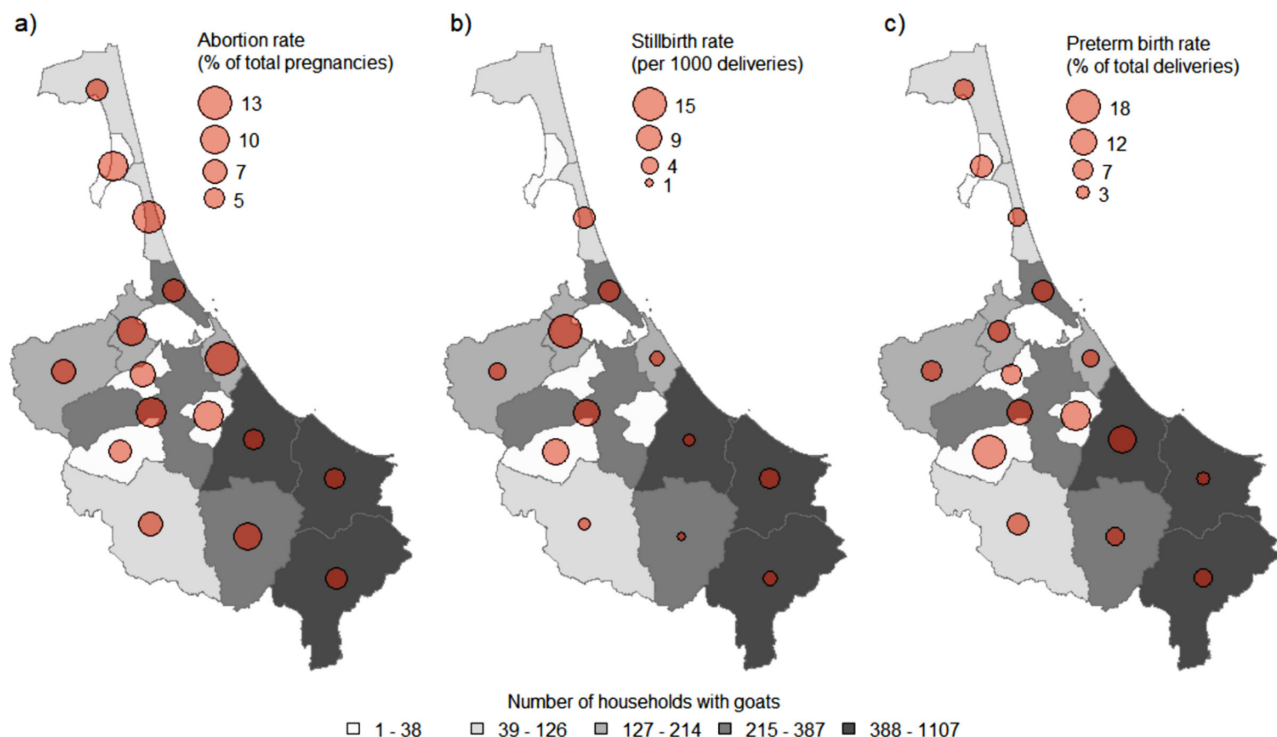 a)
Abortion rate
(% of total pregnancies)
13
10
7
5
b)
Stillbirth rate
(per 1000 deliveries)
15
9
4
1
c)
Preterm birth rate
(% of total deliveries)
18
12
7
3
Number of households with goats
1 - 38 39 - 126 127 - 214 215 - 387 388 - 1107